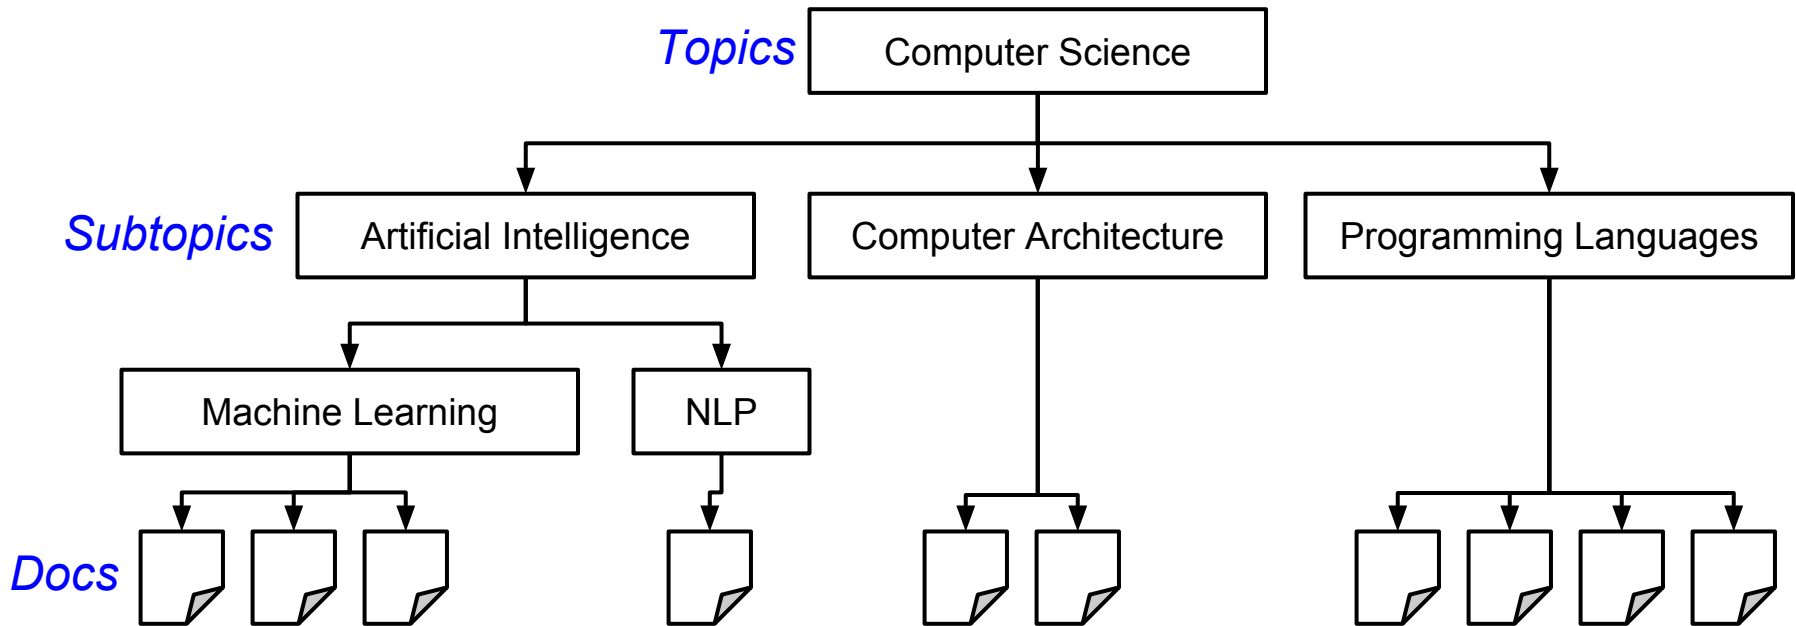 Topics
Computer Science
Subtopics
Artificial Intelligence
Computer Architecture
Programming Languages
Machine Learning
NLP
Docs